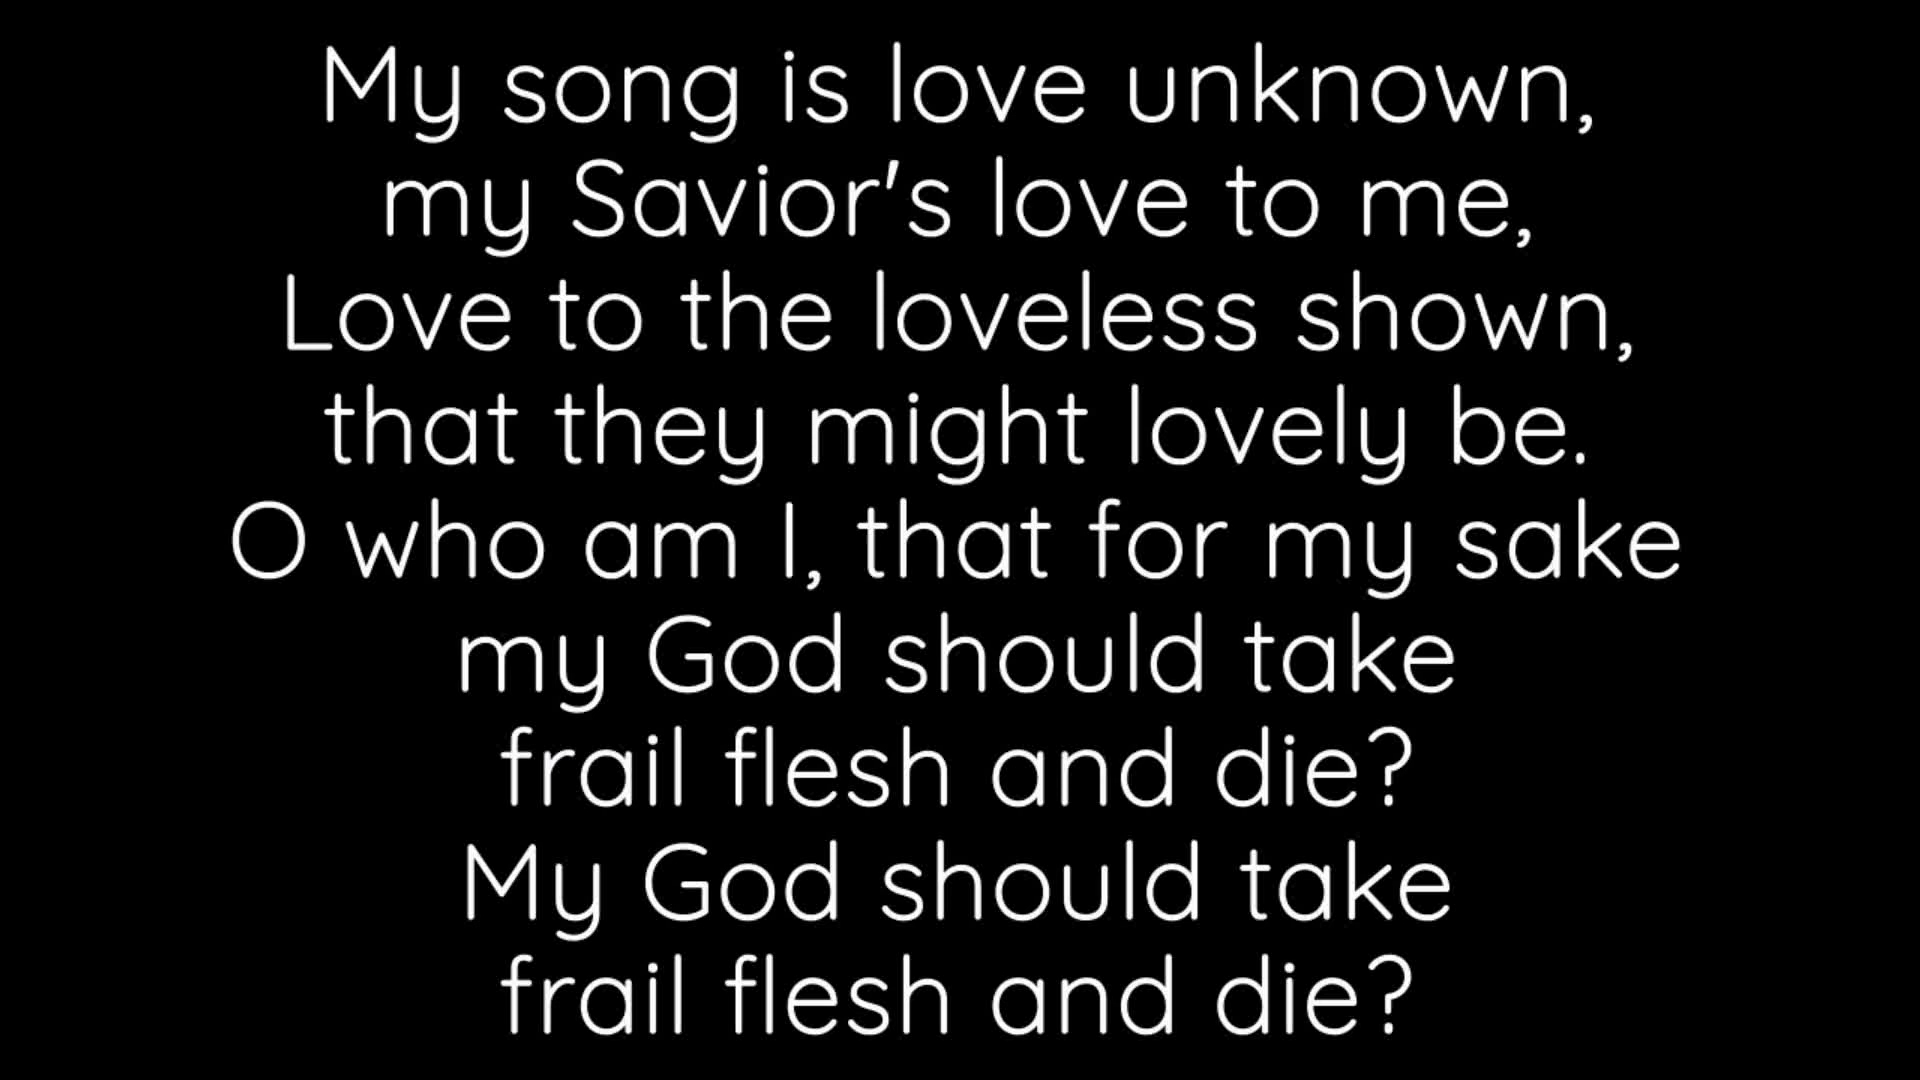 My song is love unknown,
my Savior's love to me,
Love to the loveless shown,
that they might lovely be.
O who am I, that for my sake
my God should take
frail flesh and die?
My God should take
frail flesh and die?